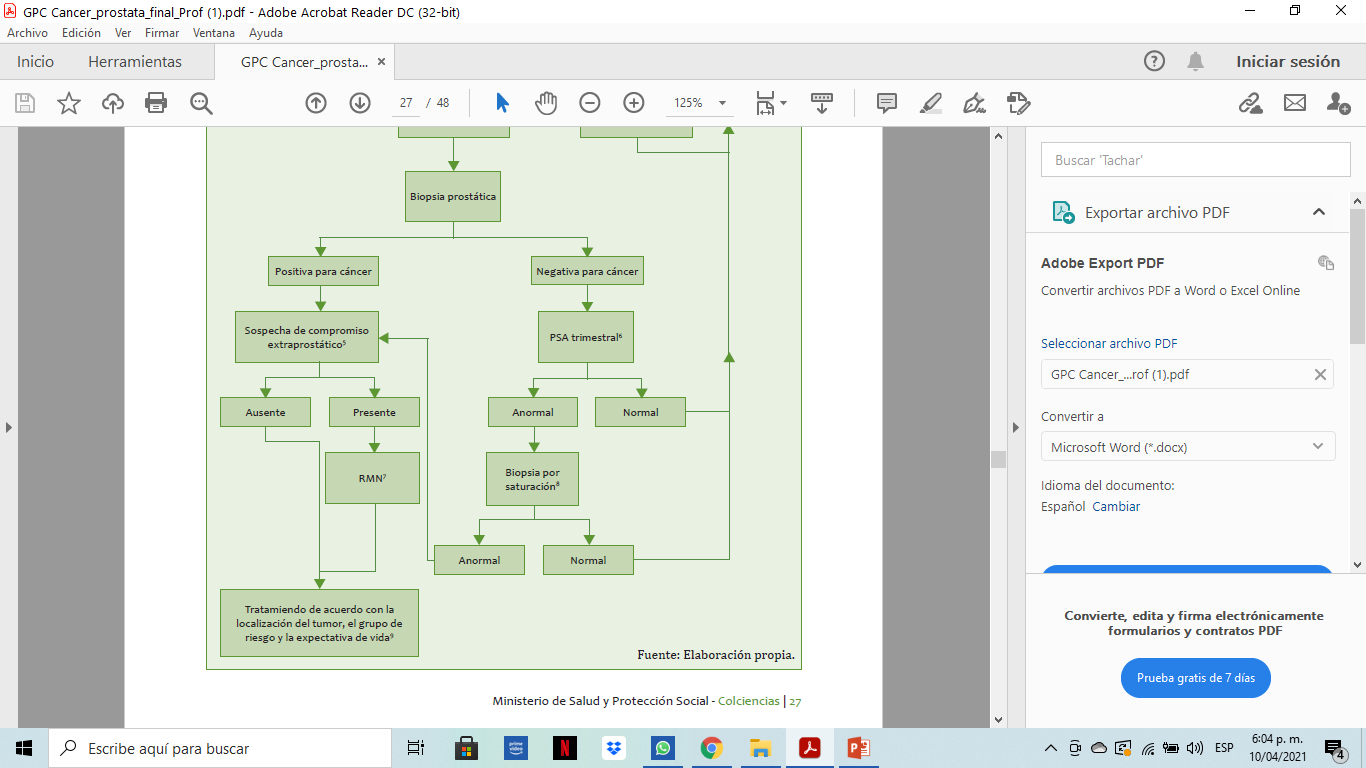 GPC Cancer_prostata_final_Prof (1).pdf - Adobe Acrobat Reader DC (32-bit)
Archivo Edición Ver Firmar Ventana Ayuda
Inicio Herramientas GPC Cancer_prosta... × Iniciar sesión
27 / 48 125%
Biopsia prostática
Positiva para cáncer
Negativa para cáncer
Sospecha de compromiso
extraprostático⁵
PSA trimestral⁶
Ausente
Presente
Anormal
Normal
RMN⁷
Biopsia por
saturación⁸
Anormal
Normal
Tratamiendo de acuerdo con la
localización del tumor, el grupo de
riesgo y la expectativa de vida⁹
Fuente: Elaboración propia.
Ministerio de Salud y Protección Social - Colciencias | 27
Buscar 'Tachar'
Exportar archivo PDF
Adobe Export PDF
Convertir archivos PDF a Word o Excel Online
Seleccionar archivo PDF
GPC Cancer_...rof (1).pdf
Convertir a
Microsoft Word (*.docx)
Idioma del documento:
Español Cambiar
Convierte, edita y firma electrónicamente
formularios y contratos PDF
Prueba gratis de 7 días
Escribe aquí para buscar
prime video
N
ESP
6:04 p. m.
10/04/2021
4